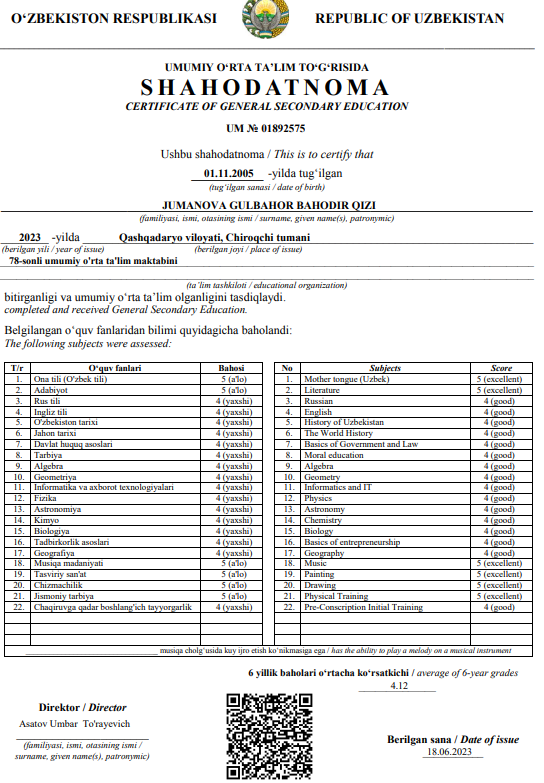 O‘ZBEKISTON RESPUBLIKASI REPUBLIC OF UZBEKISTAN
UMUMIY O‘RTA TA’LIM TO‘G‘RISIDA
SHAHODATNOMA
CERTIFICATE OF GENERAL SECONDARY EDUCATION
UM № 01892575
Ushbu shahodatnoma / This is to certify that
01.11.2005 -yilda tug‘ilgan
(tug‘ilgan sanasi / date of birth)
JUMANOVA GULBAHOR BAHODIR QIZI
(familiyasi, ismi, otasining ismi / surname, given name(s), patronymic)
2023 -yilda Qashqadaryo viloyati, Chiroqchi tumani
(berilgan yili / year of issue) (berilgan joyi / place of issue)
78-sonli umumiy o'rta ta'lim maktabini
(ta’lim tashkiloti / educational organization)
bitirganligi va umumiy o‘rta ta’lim olganligini tasdiqlaydi.
completed and received General Secondary Education.
Belgilangan o‘quv fanlaridan bilimi quyidagicha baholandi:
The following subjects were assessed:
T/r O‘quv fanlari Bahosi No Subjects Score
1. Ona tili (O'zbek tili) 5 (a'lo) 1. Mother tongue (Uzbek) 5 (excellent)
2. Adabiyot 5 (a'lo) 2. Literature 5 (excellent)
3. Rus tili 4 (yaxshi) 3. Russian 4 (good)
4. Ingliz tili 4 (yaxshi) 4. English 4 (good)
5. O'zbekiston tarixi 4 (yaxshi) 5. History of Uzbekistan 4 (good)
6. Jahon tarixi 4 (yaxshi) 6. The World History 4 (good)
7. Davlat huquq asoslari 4 (yaxshi) 7. Basics of Government and Law 4 (good)
8. Tarbiya 4 (yaxshi) 8. Moral education 4 (good)
9. Algebra 4 (yaxshi) 9. Algebra 4 (good)
10. Geometriya 4 (yaxshi) 10. Geometry 4 (good)
11. Informatika va axborot texnologiyalari 4 (yaxshi) 11. Informatics and IT 4 (good)
12. Fizika 4 (yaxshi) 12. Physics 4 (good)
13. Astronomiya 4 (yaxshi) 13. Astronomy 4 (good)
14. Kimyo 4 (yaxshi) 14. Chemistry 4 (good)
15. Biologiya 4 (yaxshi) 15. Biology 4 (good)
16. Tadbirkorlik asoslari 4 (yaxshi) 16. Basics of entrepreneurship 4 (good)
17. Geografiya 4 (yaxshi) 17. Geography 4 (good)
18. Musiqa madaniyati 5 (a'lo) 18. Music 5 (excellent)
19. Tasviriy san'at 5 (a'lo) 19. Painting 5 (excellent)
20. Chizmachilik 5 (a'lo) 20. Drawing 5 (excellent)
21. Jismoniy tarbiya 5 (a'lo) 21. Physical Training 5 (excellent)
22. Chaqiruvga qadar boshlang'ich tayyorgarlik 4 (yaxshi) 22. Pre-Conscription Initial Training 4 (good)
musiqa cholg‘usida kuy ijro etish ko‘nikmasiga ega / has the ability to play a melody on a musical instrument
6 yillik baholari o‘rtacha ko‘rsatkichi / average of 6-year grades
4.12
Direktor / Director
Asatov Umbar To'rayevich
(familiyasi, ismi, otasining ismi /
surname, given name(s), patronymic)
Berilgan sana / Date of issue
18.06.2023